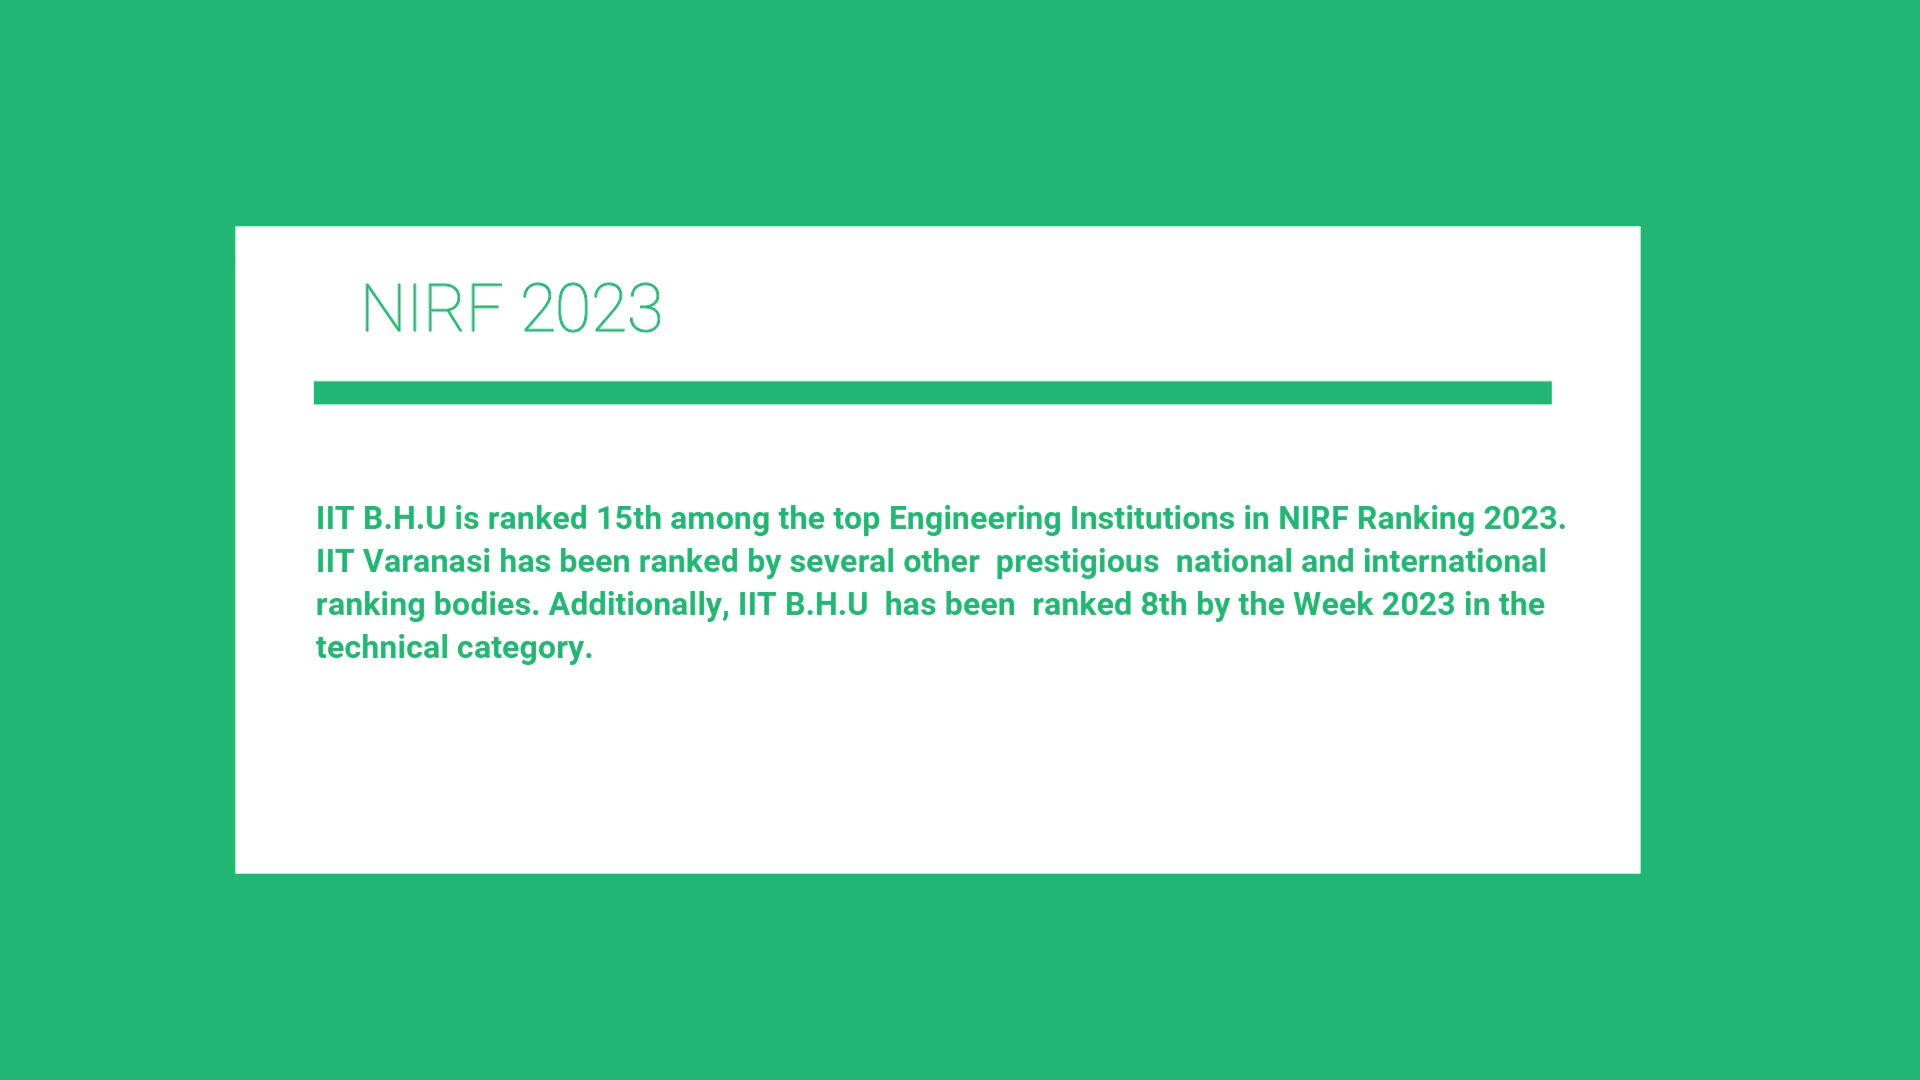 NIRF 2023
IIT B.H.U is ranked 15th among the top Engineering Institutions in NIRF Ranking 2023.
IIT Varanasi has been ranked by several other  prestigious  national and international
ranking bodies. Additionally, IIT B.H.U  has been  ranked 8th by the Week 2023 in the
technical category.